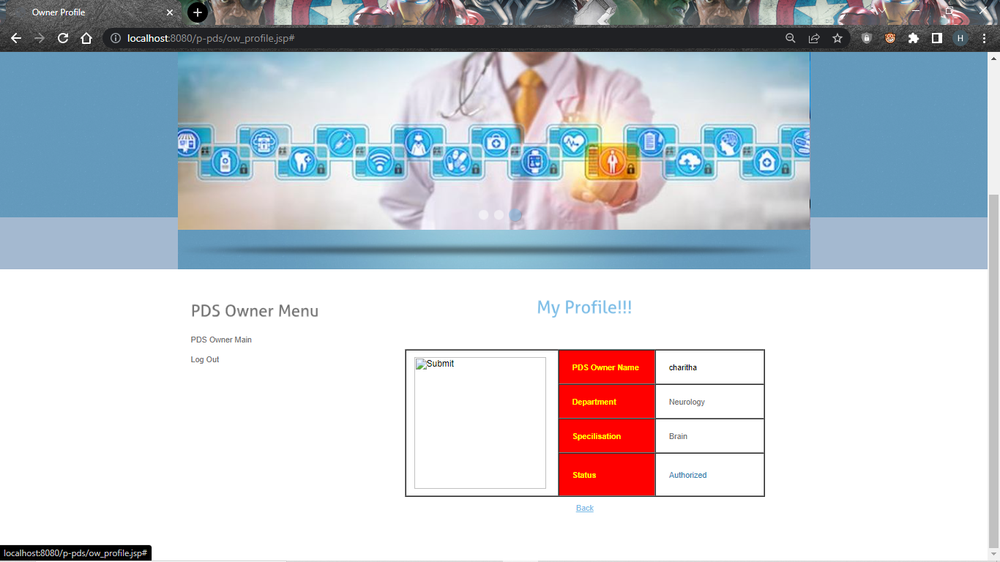 Owner Profile
localhost:8080/p-pds/ow_profile.jsp#
H
PDS Owner Menu
PDS Owner Main
Log Out
My Profile!!!
Submit
PDS Owner Name charitha
Department Neurology
Specilisation Brain
Status Authorized
Back
localhost:8080/p-pds/ow_profile.jsp#